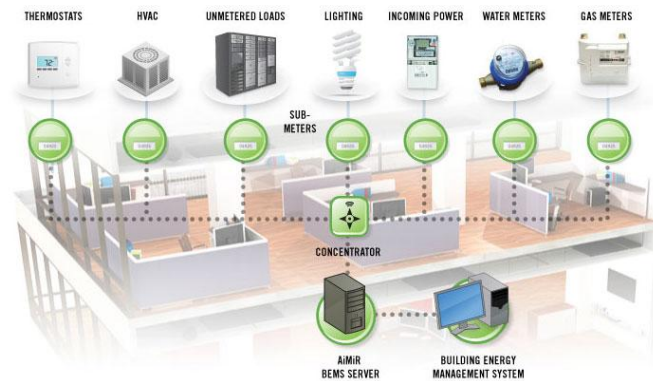 THERMOSTATS
HVAC
UNMETERED LOADS
LIGHTING
INCOMING POWER
WATER METERS
GAS METERS
SUB-
METERS
CONCENTRATOR
AiMiR
BEMS SERVER
BUILDING ENERGY
MANAGEMENT SYSTEM